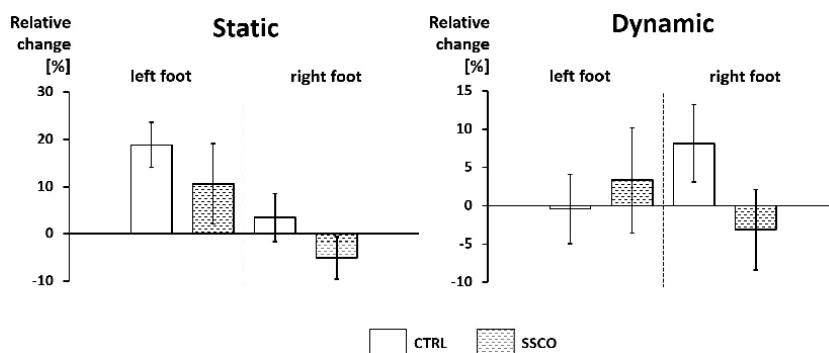 Static
Relative
change
[%]
left foot
right foot
30
20
10
0
-10
Dynamic
Relative
change
[%]
left foot
right foot
15
10
5
0
-5
-10
CTRL
SSCO